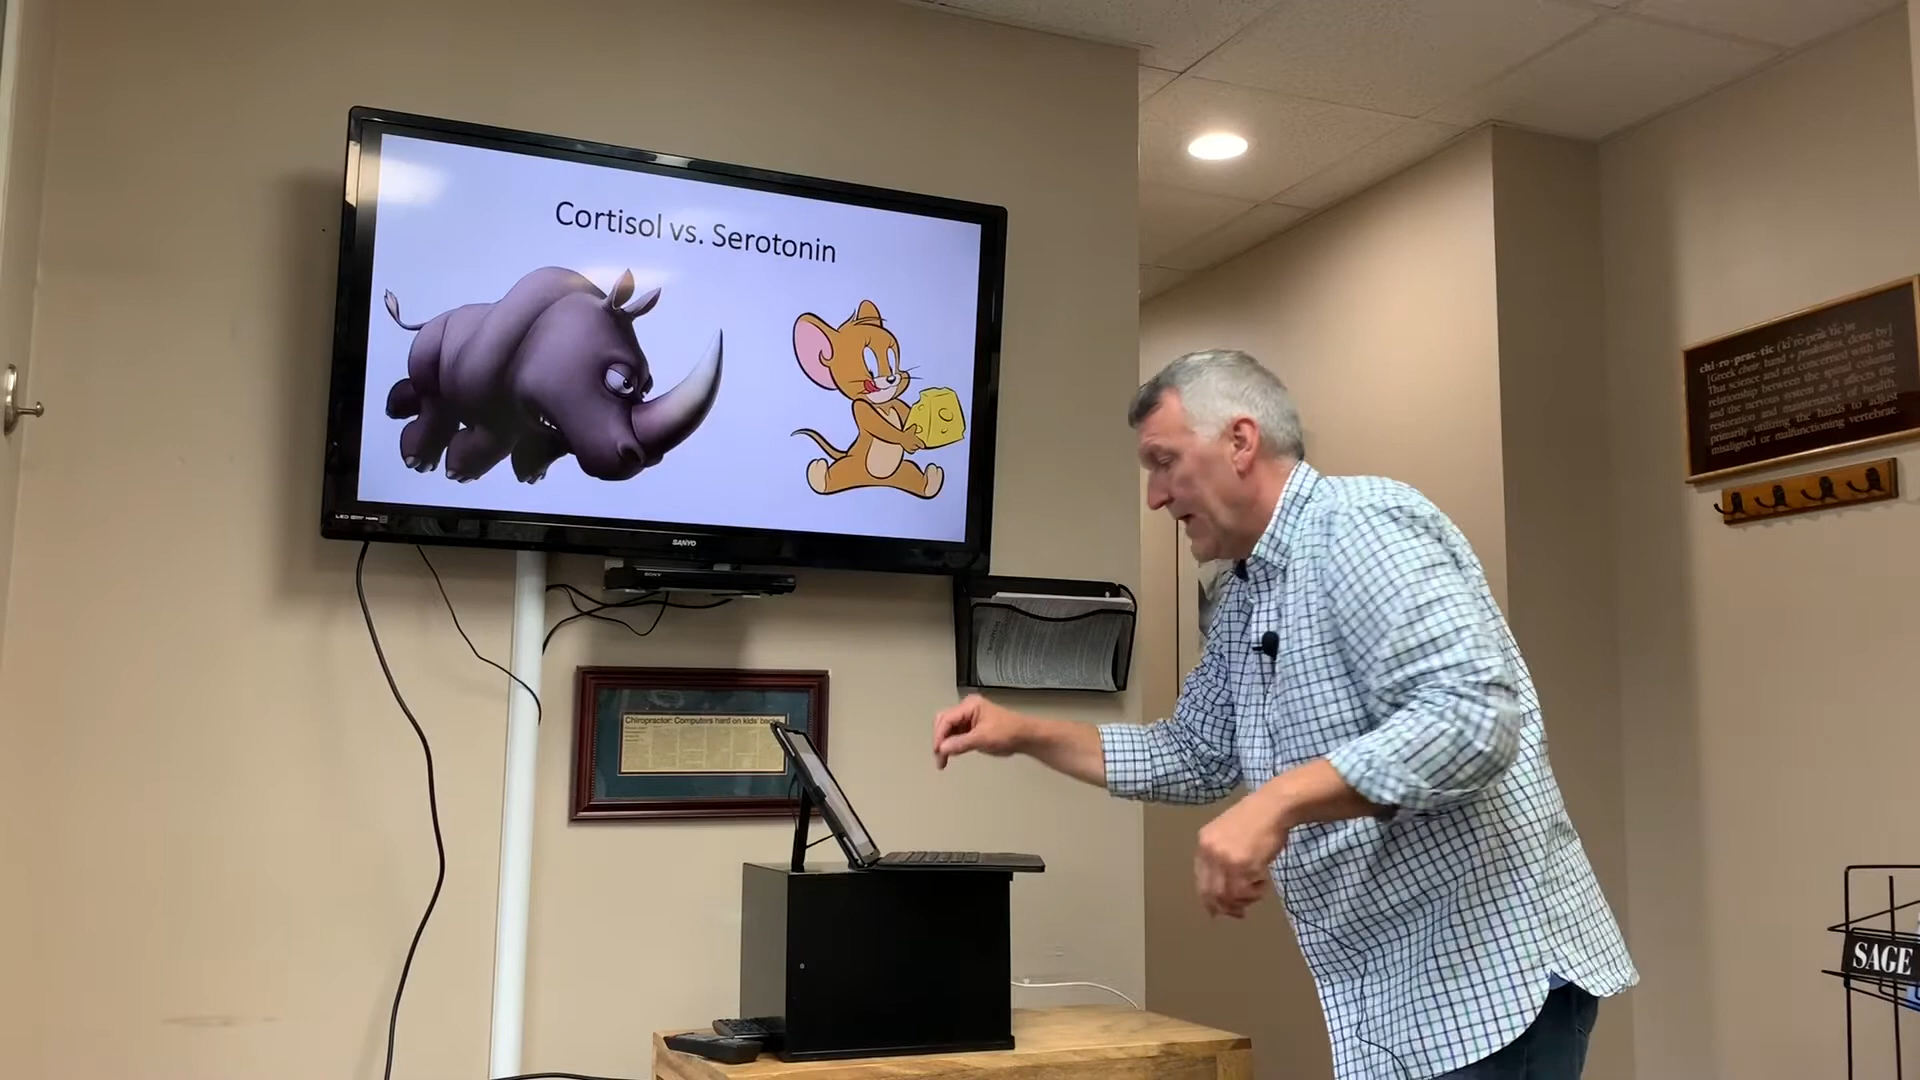 Cortisol vs. Serotonin
SANYO
SONY
Chiropractor: Computers hard on kids' backs
chi·ro·prac·tic
[Greek cheir: hand + praktikos, done by]
That science and art concerned with the
relationship between the spinal column
and the nervous system as it affects the
restoration and maintenance of health,
primarily utilizing the hands to adjust
misaligned or malfunctioning vertebrae.
SAGE